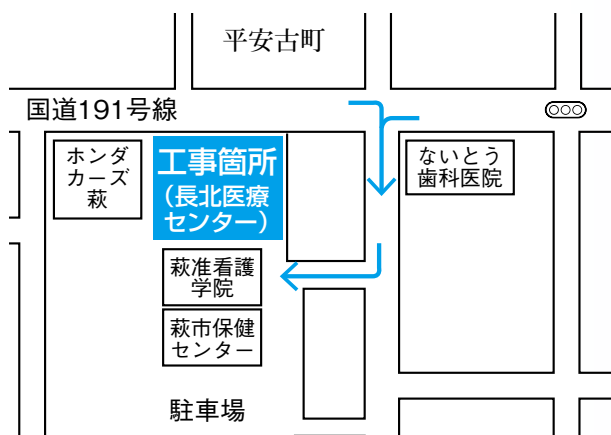 平安古町
国道191号線
ホンダ
カーズ
萩
工事箇所
(長北医療
センター)
ないとう
歯科医院
萩准看護
学院
萩市保健
センター
駐車場